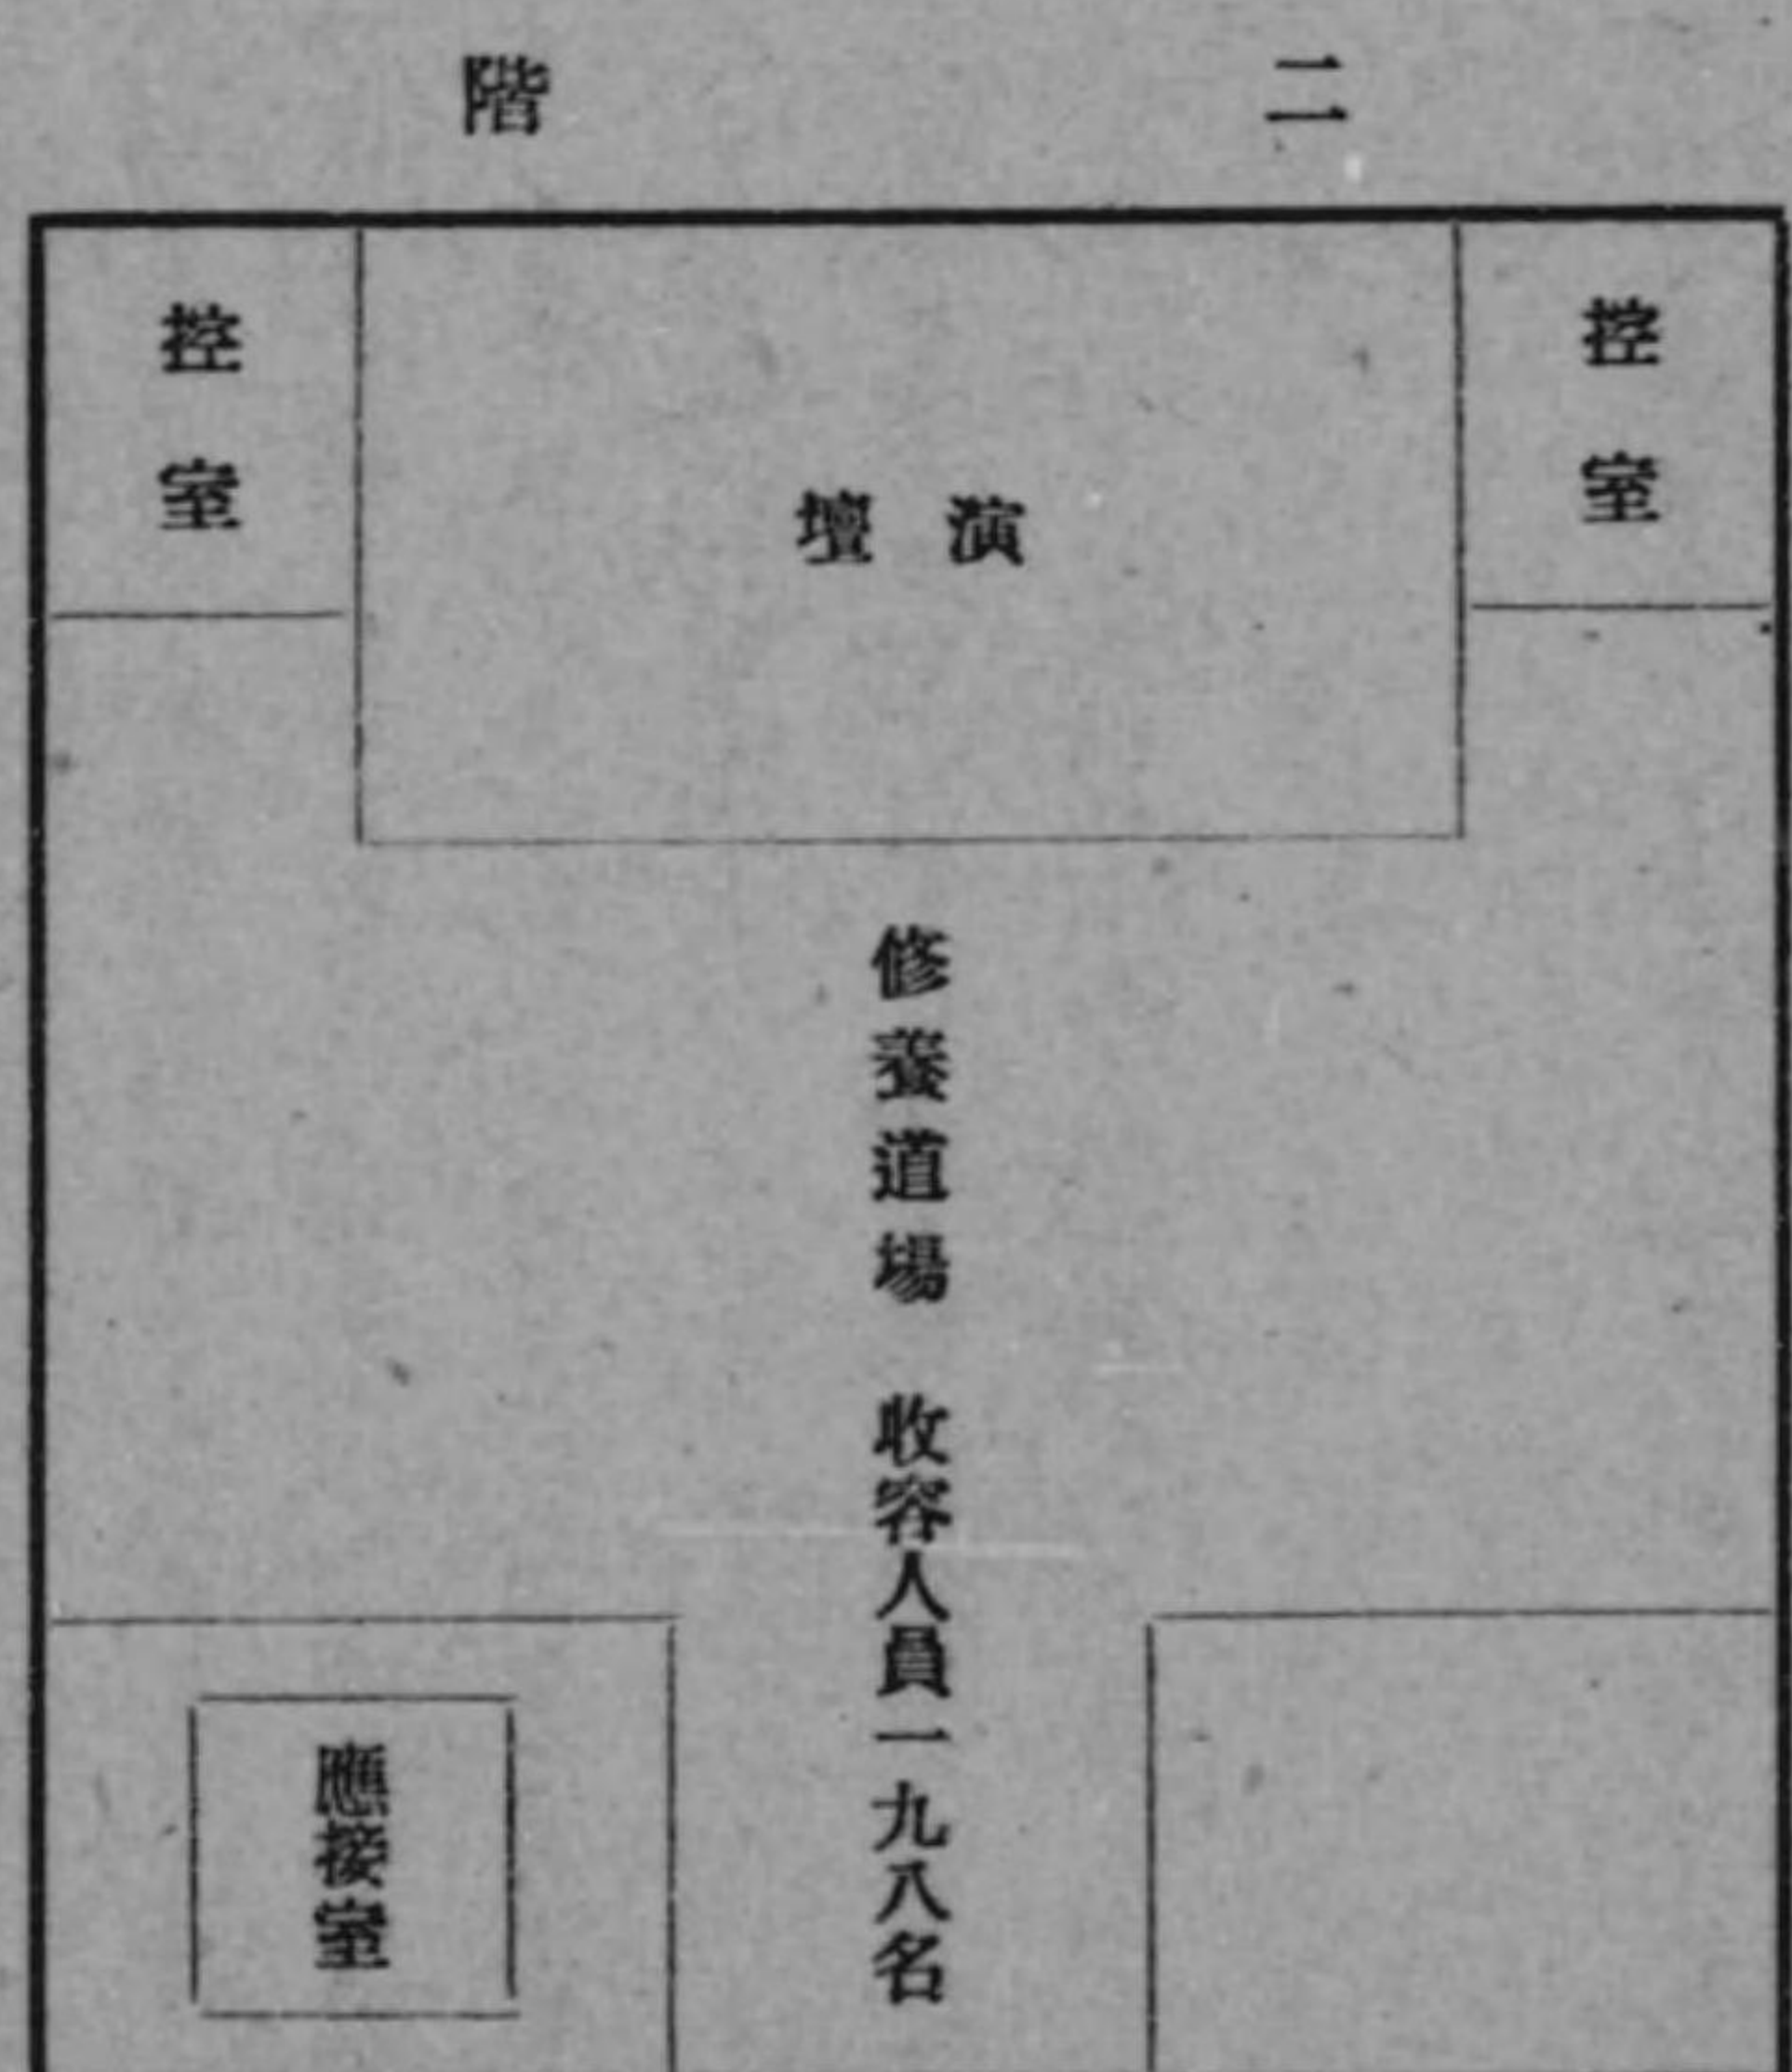 二階
控室
演壇
控室
修養道場　收容人員一九八名
應接室